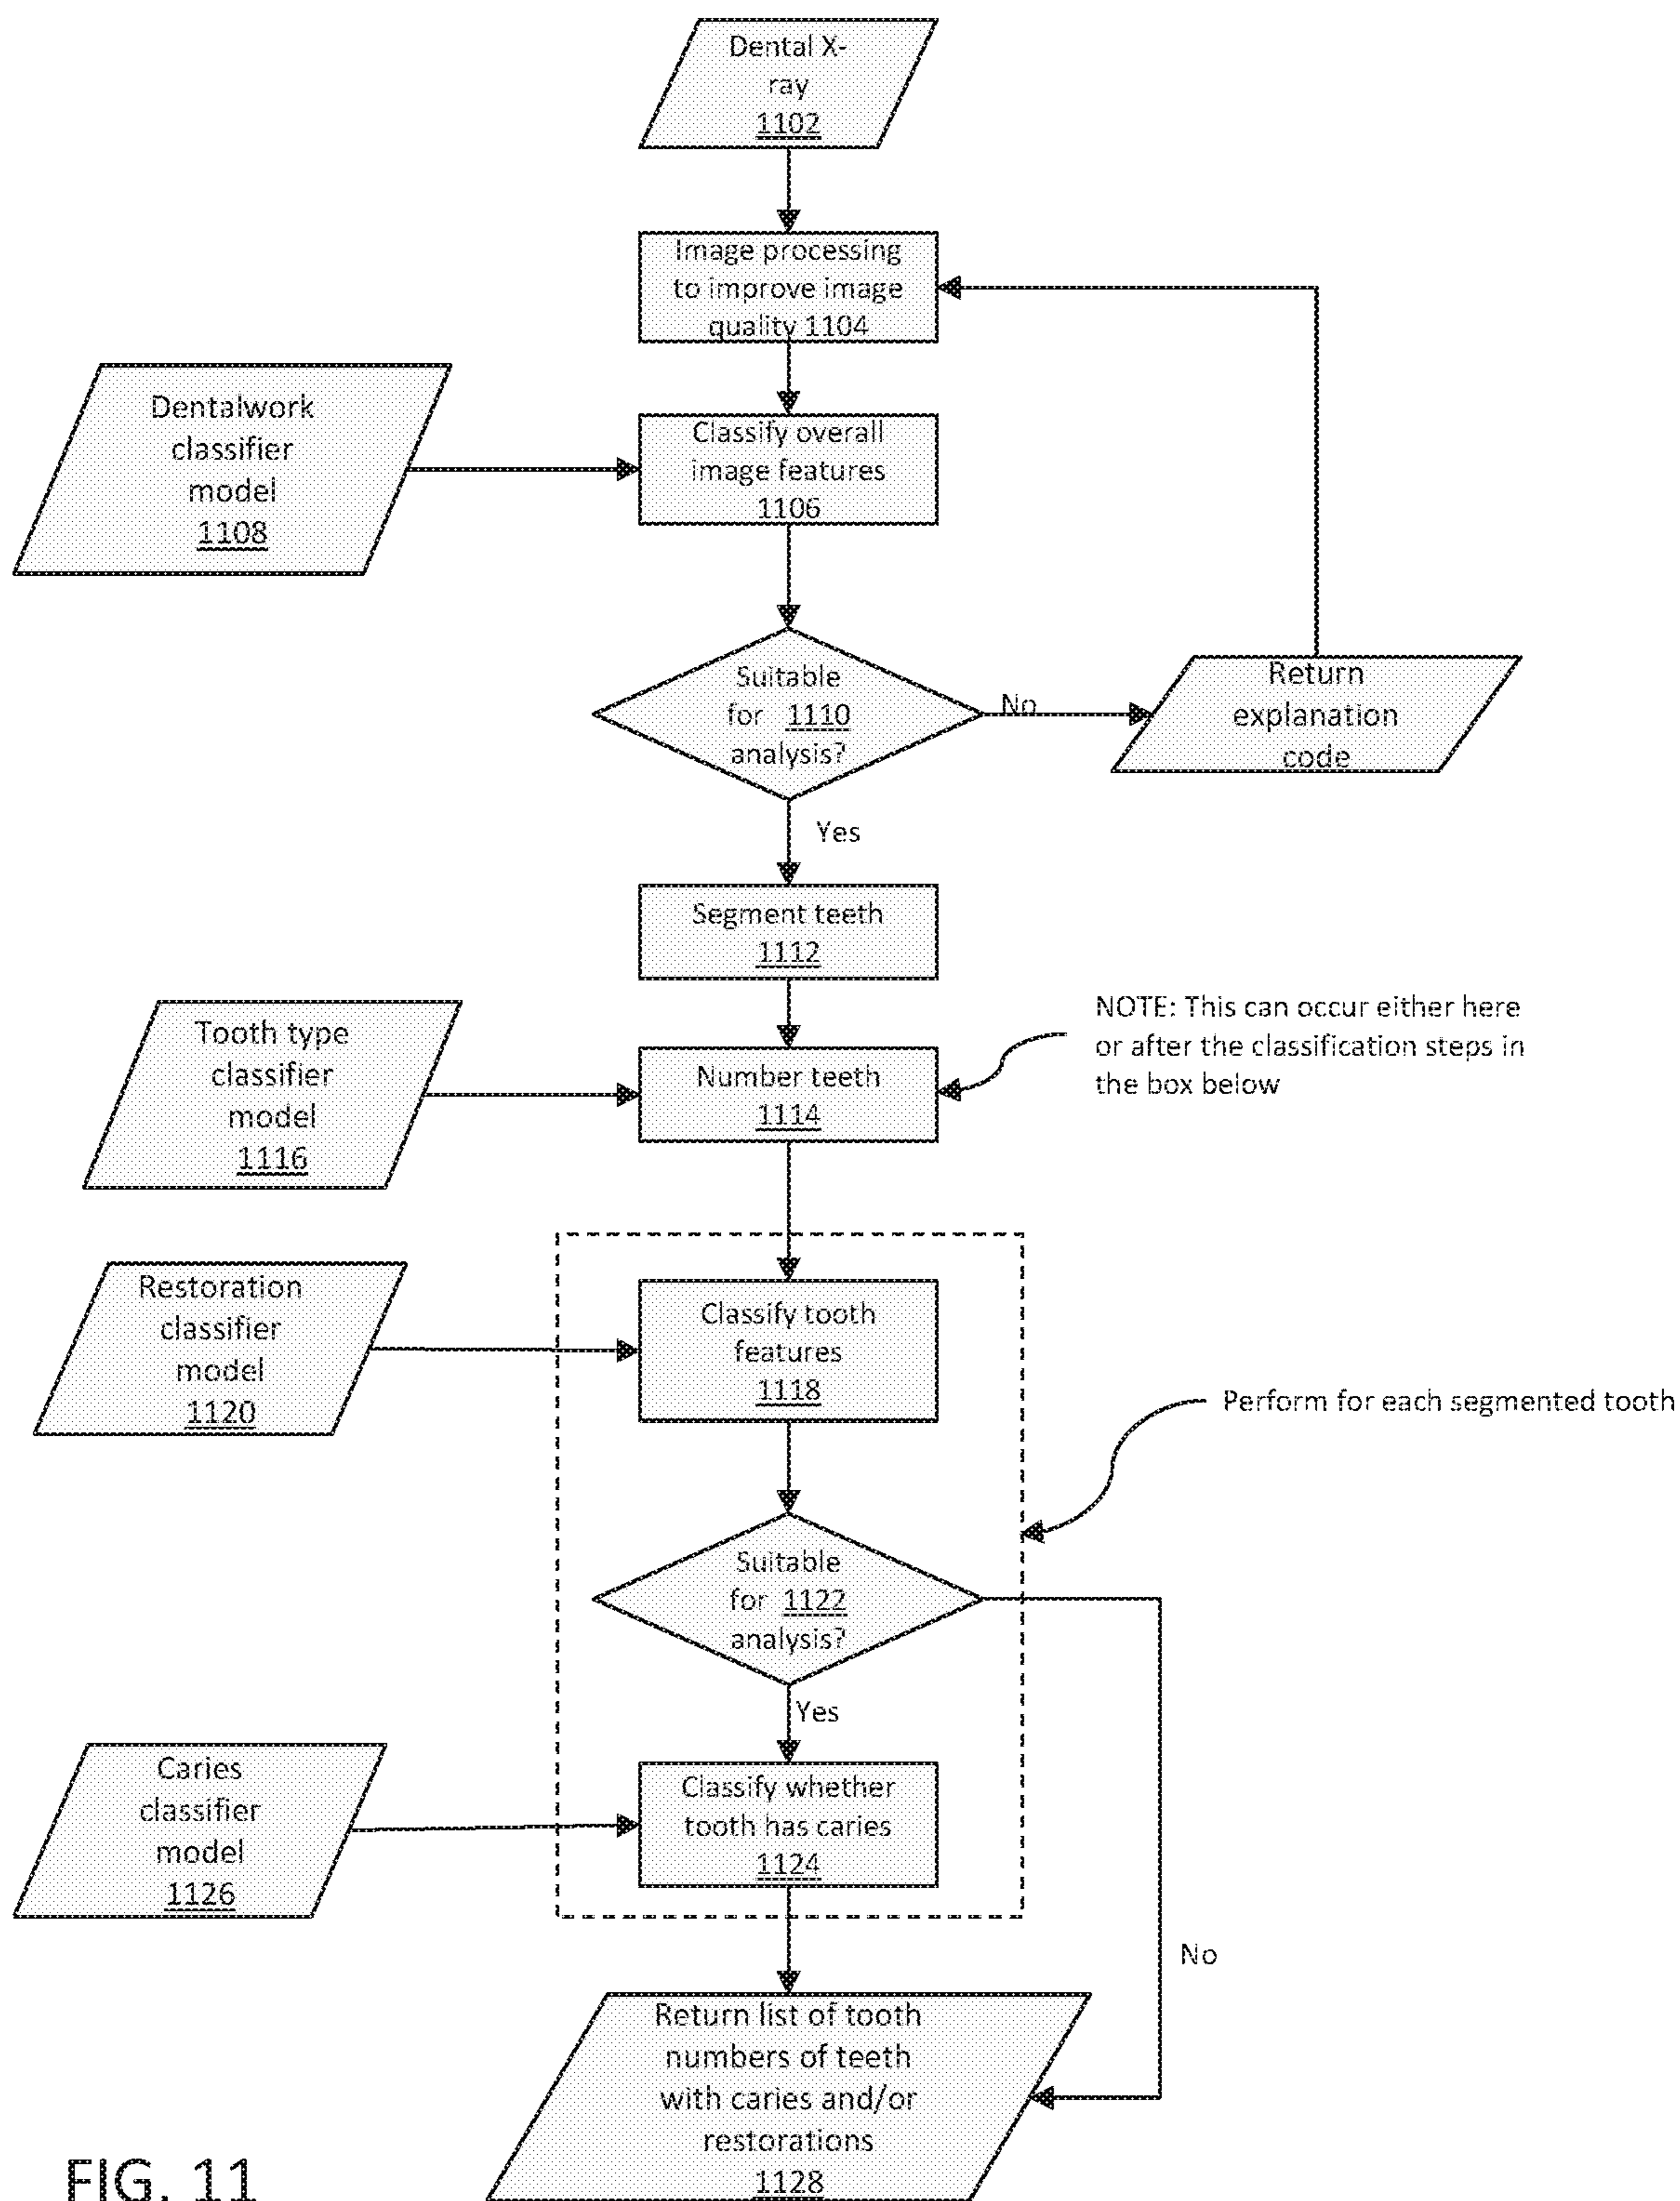 Dental X-
ray
1102
Image processing
to improve image
quality 1104
Dentalwork
classifier
model
1108
Classify overall
image features
1106
Suitable
for 1110
analysis?
No
Return
explanation
code
Yes
Segment teeth
1112
Tooth type
classifier
model
1116
Number teeth
1114
NOTE: This can occur either here
or after the classification steps in
the box below
Restoration
classifier
model
1120
Classify tooth
features
1118
Perform for each segmented tooth
Suitable
for 1122
analysis?
Yes
Caries
classifier
model
1126
Classify whether
tooth has caries
1124
No
Return list of tooth
numbers of teeth
with caries and/or
restorations
1128
FIG. 11